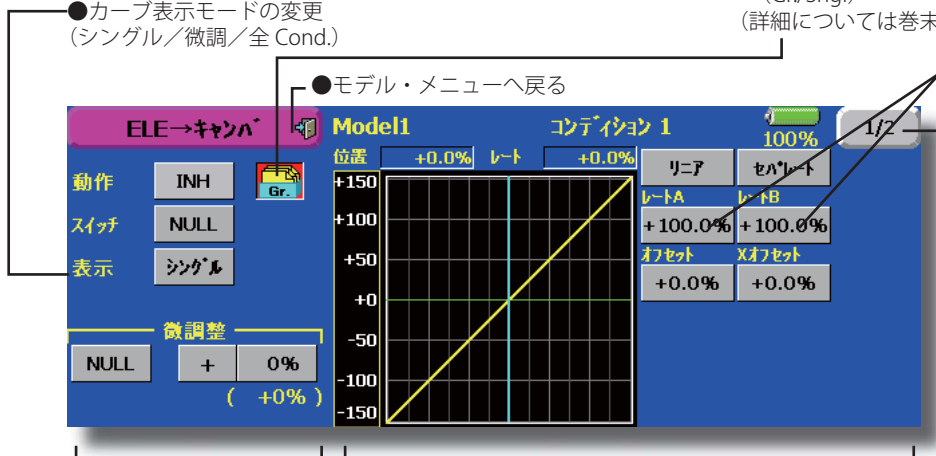 ●カーブ表示モードの変更
（シングル／微調／全 Cond.）
（詳細については巻末
●モデル・メニューへ戻る
ELE→ｷｬﾝﾊﾞ
Model1
ｺﾝﾃﾞｨｼｮﾝ 1
100%
1/2
位置
+0.0%
ﾚｰﾄ
+0.0%
ﾘﾆｱ
ｾﾊﾟﾚｰﾄ
動作
INH
Gr.
ｽｲｯﾁ
NULL
表示
ｼﾝｸﾞﾙ
ﾚｰﾄA
ﾚｰﾄB
+100.0%
+100.0%
ｵﾌｾｯﾄ
Xｵﾌｾｯﾄ
+0.0%
+0.0%
+150
+100
+50
+0
-50
-100
-150
微調整
NULL
+
0%
( +0% )